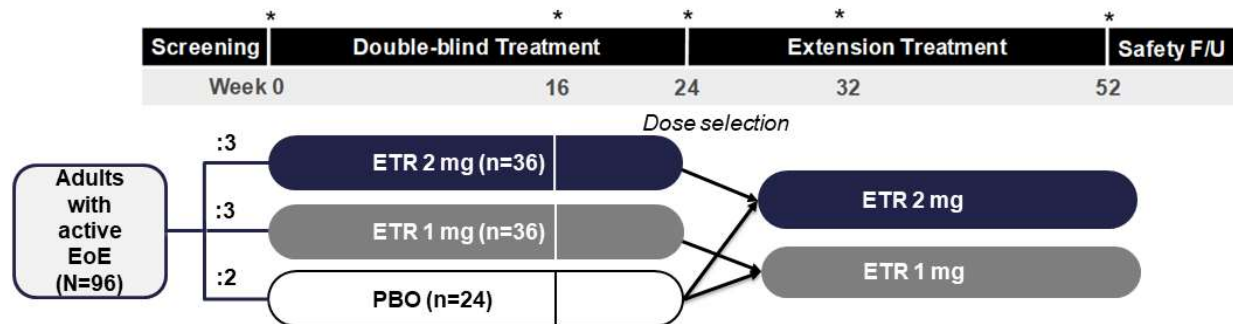 * * * * *
Screening Double-blind Treatment Extension Treatment Safety F/U
Week 0 16 24 32 52
Dose selection
:3
ETR 2 mg (n=36)
:3
ETR 1 mg (n=36)
:2
PBO (n=24)
Adults
with
active
EoE
(N=96)
ETR 2 mg
ETR 1 mg